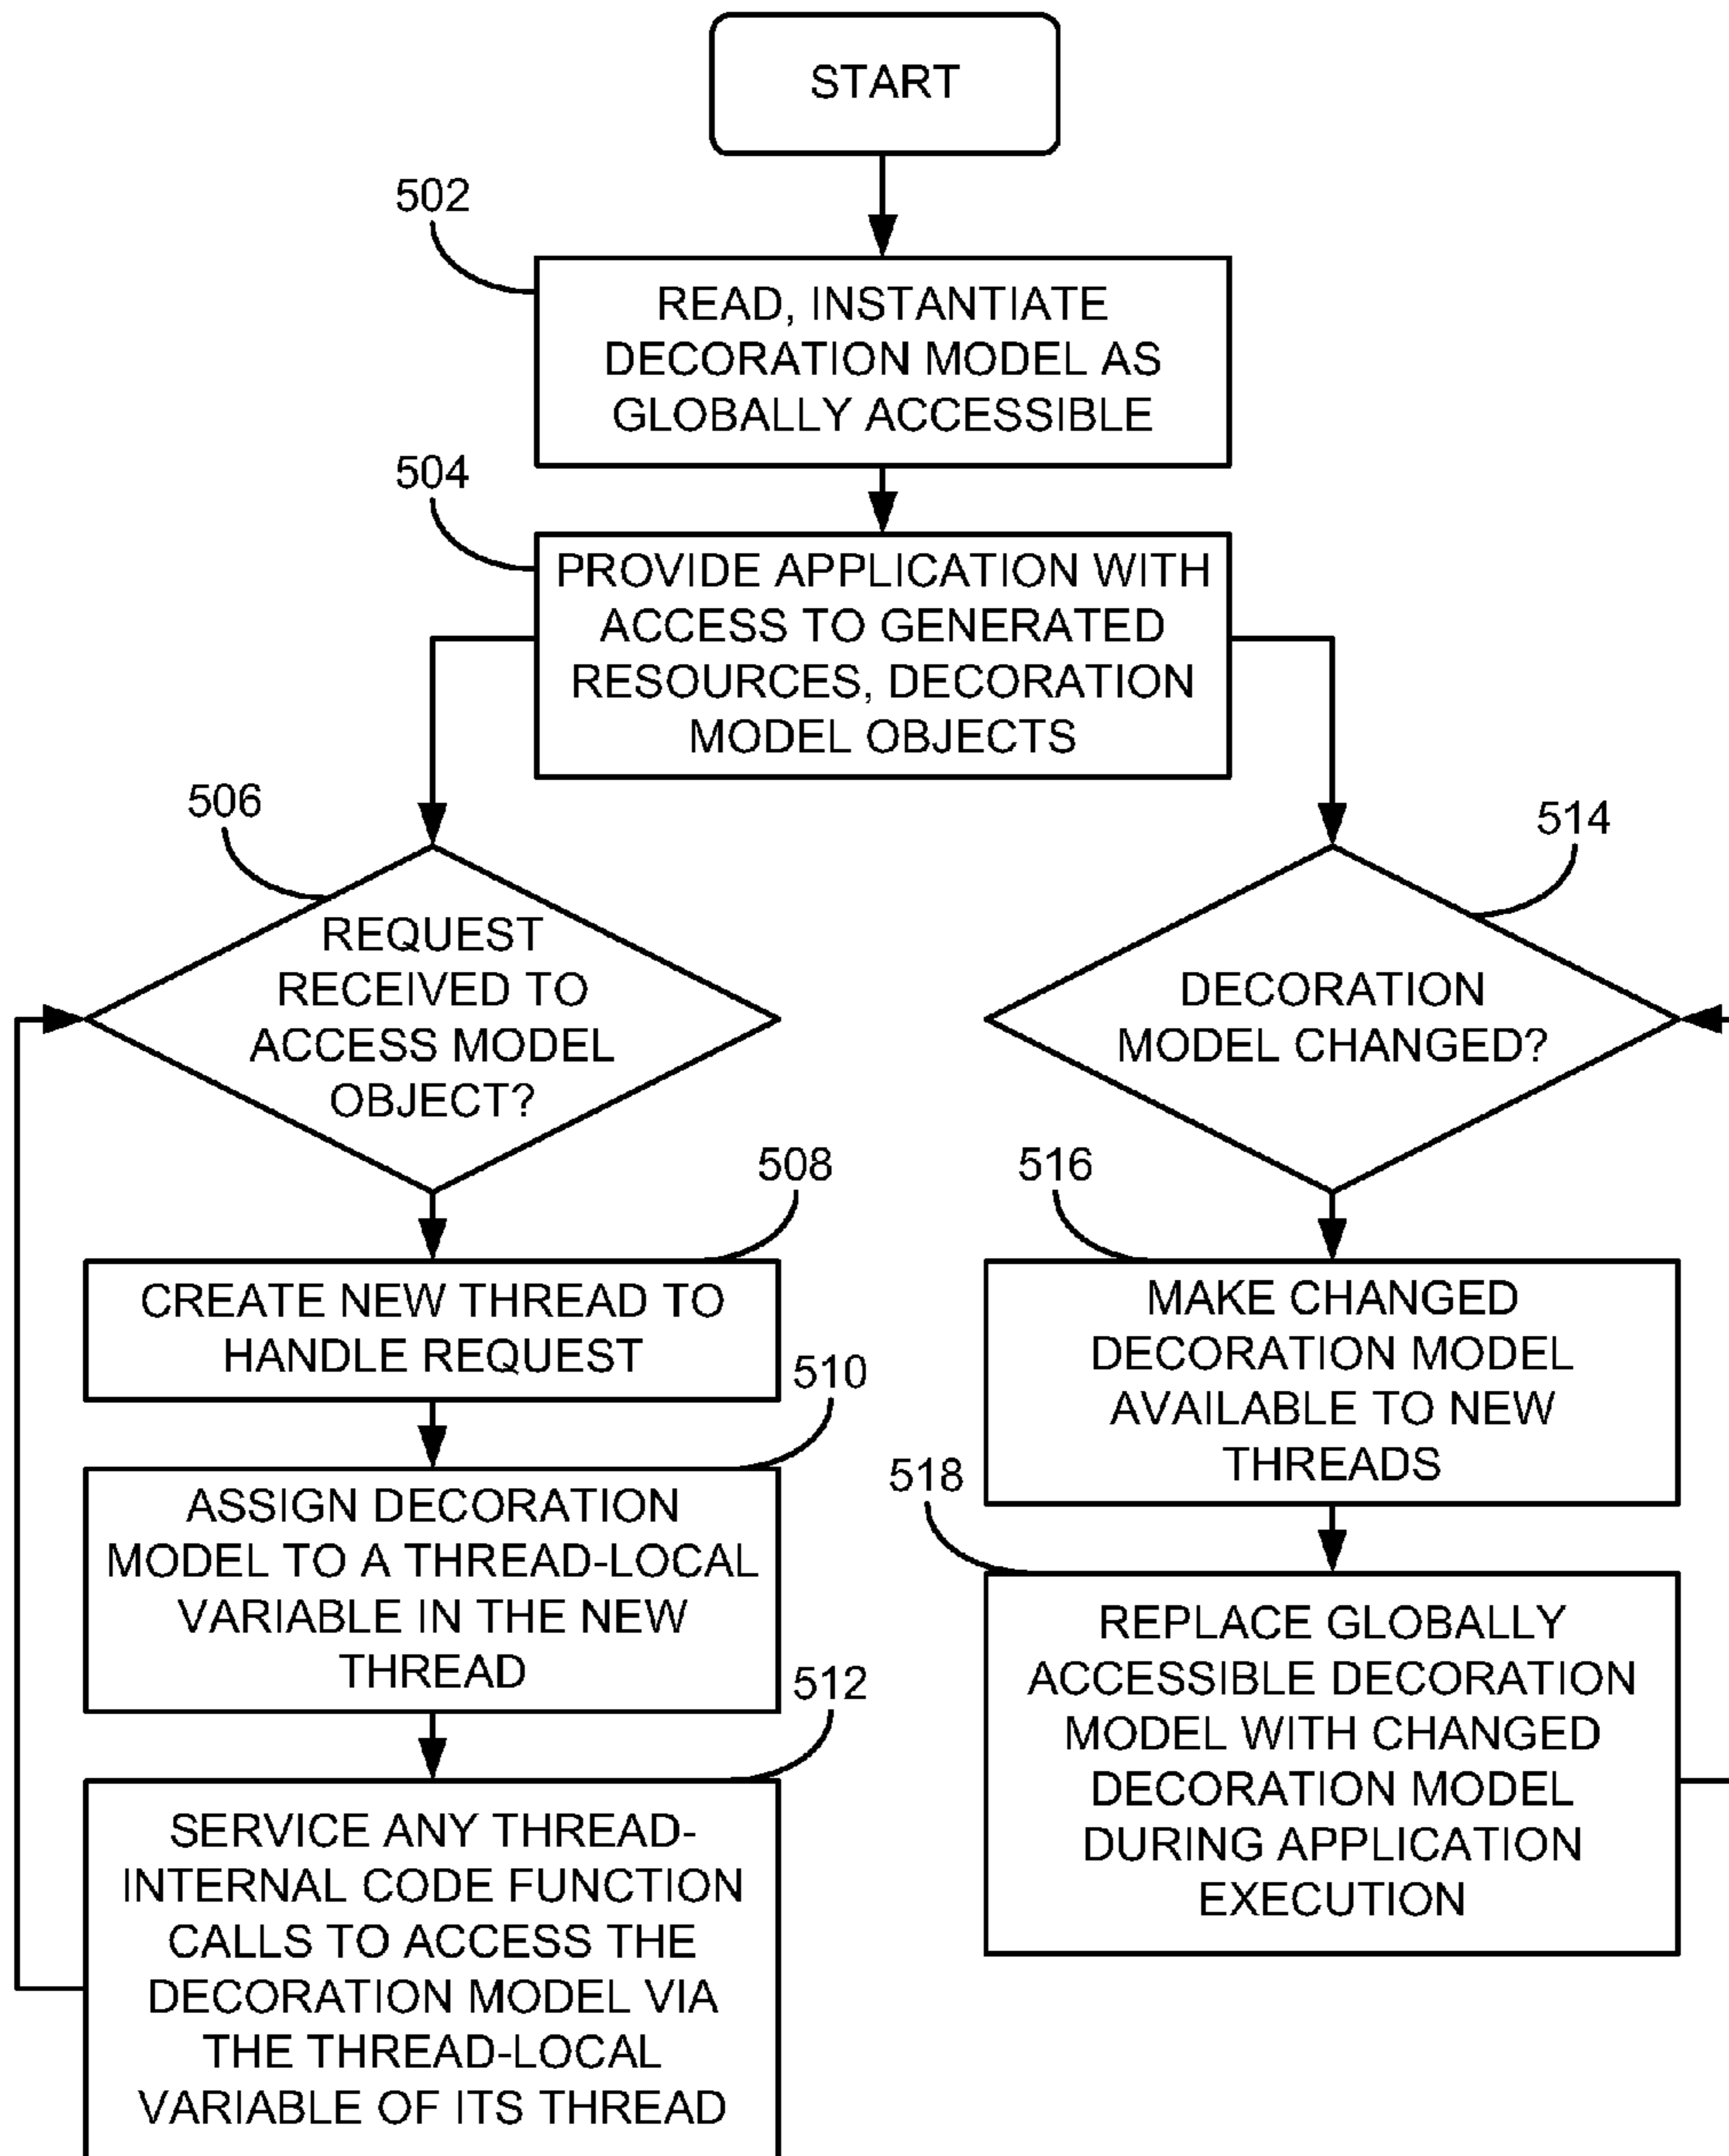 START
502
READ, INSTANTIATE
DECORATION MODEL AS
GLOBALLY ACCESSIBLE
504
PROVIDE APPLICATION WITH
ACCESS TO GENERATED
RESOURCES, DECORATION
MODEL OBJECTS
506
REQUEST
RECEIVED TO
ACCESS MODEL
OBJECT?
508
CREATE NEW THREAD TO
HANDLE REQUEST
510
ASSIGN DECORATION
MODEL TO A THREAD-LOCAL
VARIABLE IN THE NEW
THREAD
512
SERVICE ANY THREAD-
INTERNAL CODE FUNCTION
CALLS TO ACCESS THE
DECORATION MODEL VIA
THE THREAD-LOCAL
VARIABLE OF ITS THREAD
514
DECORATION
MODEL CHANGED?
516
MAKE CHANGED
DECORATION MODEL
AVAILABLE TO NEW
THREADS
518
REPLACE GLOBALLY
ACCESSIBLE DECORATION
MODEL WITH CHANGED
DECORATION MODEL
DURING APPLICATION
EXECUTION